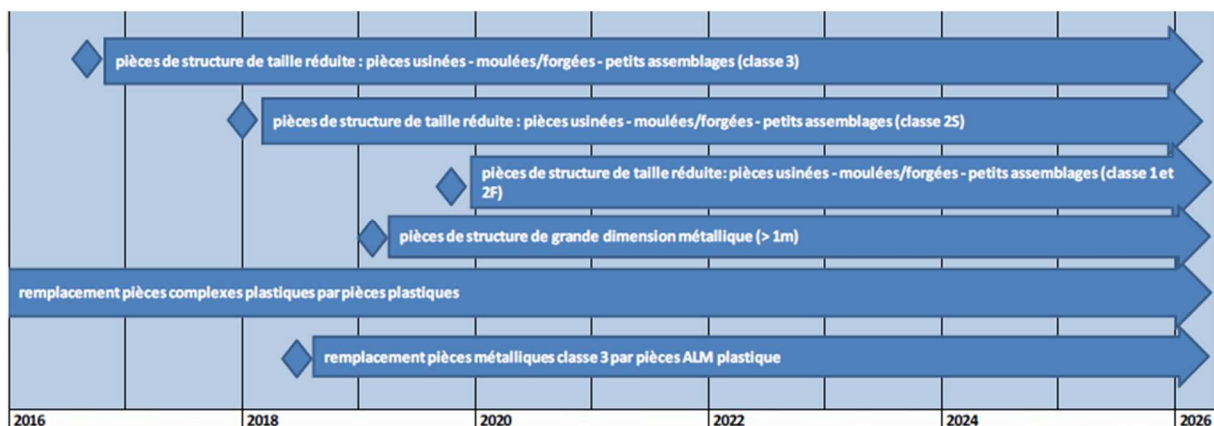 pièces de structure de taille réduite : pièces usinées - moulées/forgées - petits assemblages (classe 3)
pièces de structure de taille réduite : pièces usinées - moulées/forgées - petits assemblages (classe 2S)
pièces de structure de taille réduite: pièces usinées - moulées/forgées - petits assemblages (classe 1 et
2F)
pièces de structure de grande dimension métallique (> 1m)
remplacement pièces complexes plastiques par pièces plastiques
remplacement pièces métalliques classe 3 par pièces ALM plastique
2016 2018 2020 2022 2024 2026